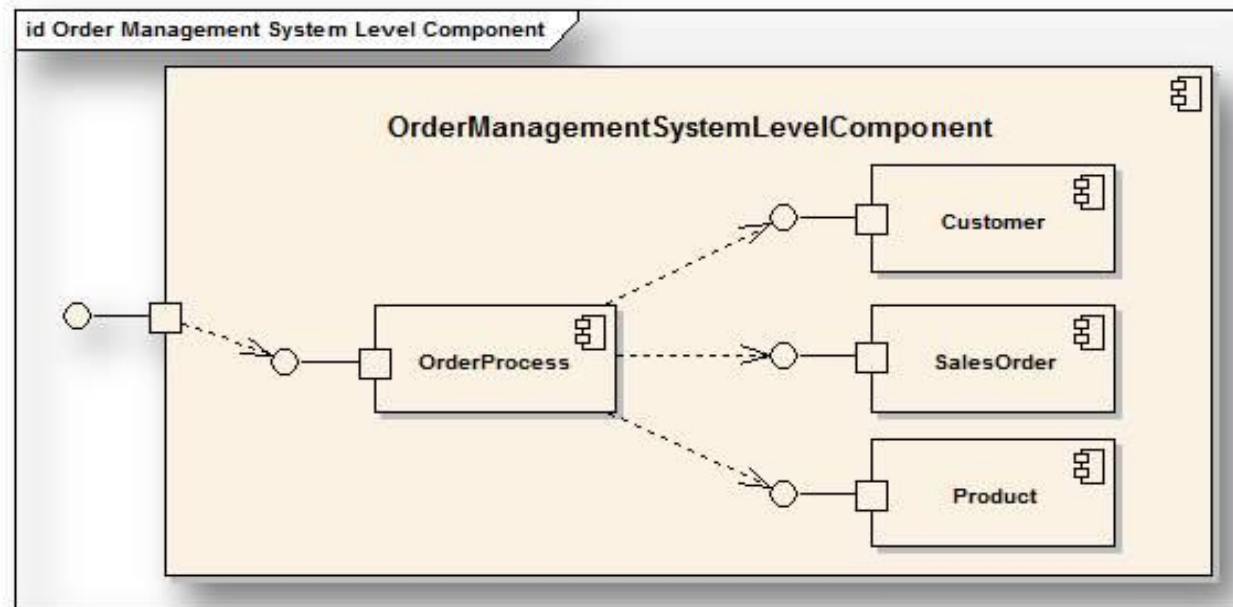 id Order Management System Level Component
OrderManagementSystemLevelComponent
Customer
OrderProcess
SalesOrder
Product